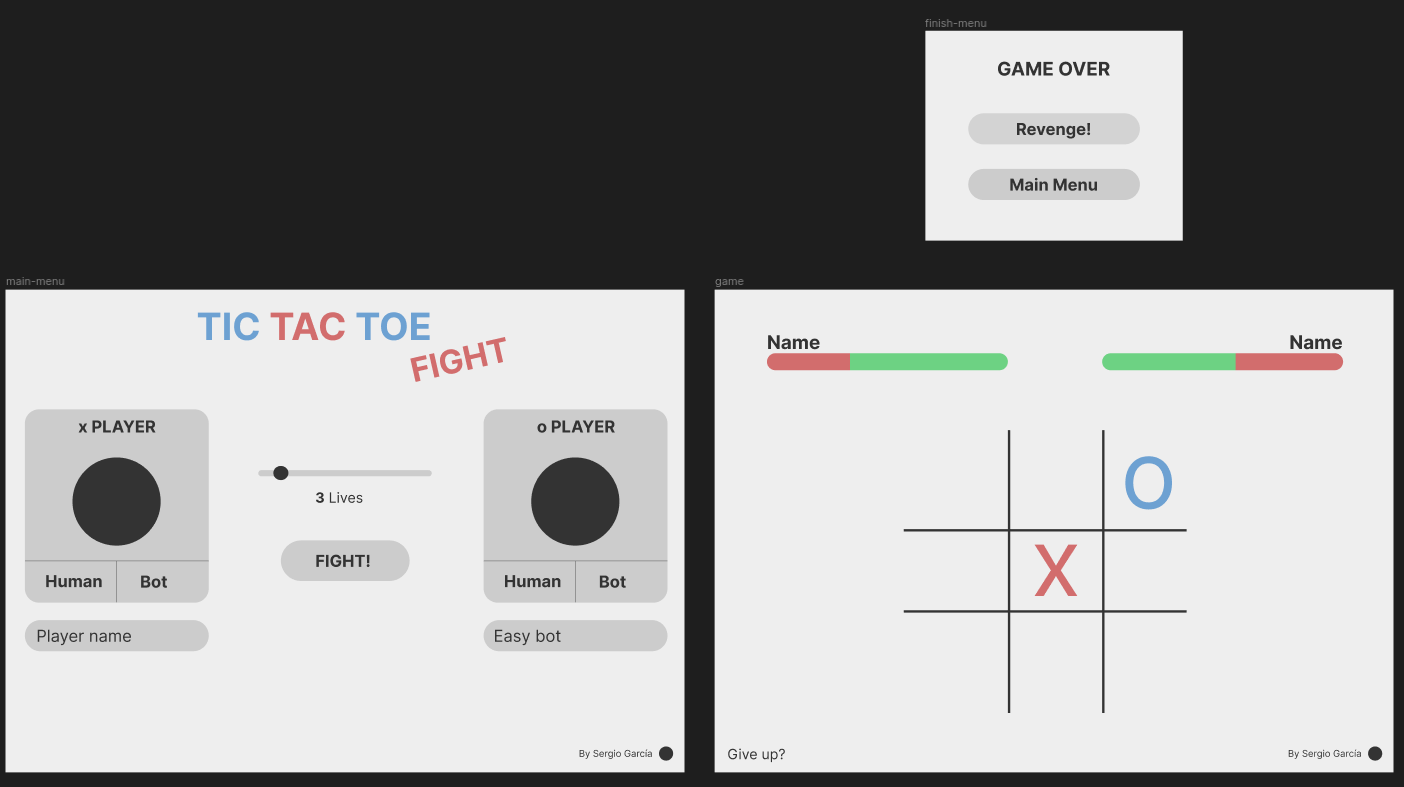 finish-menu
GAME OVER
Revenge!
Main Menu
main-menu
TIC TAC TOE
FIGHT
x PLAYER
Human
Bot
Player name
3 Lives
FIGHT!
o PLAYER
Human
Bot
Easy bot
By Sergio García
game
Name
Name
O
X
Give up?
By Sergio García